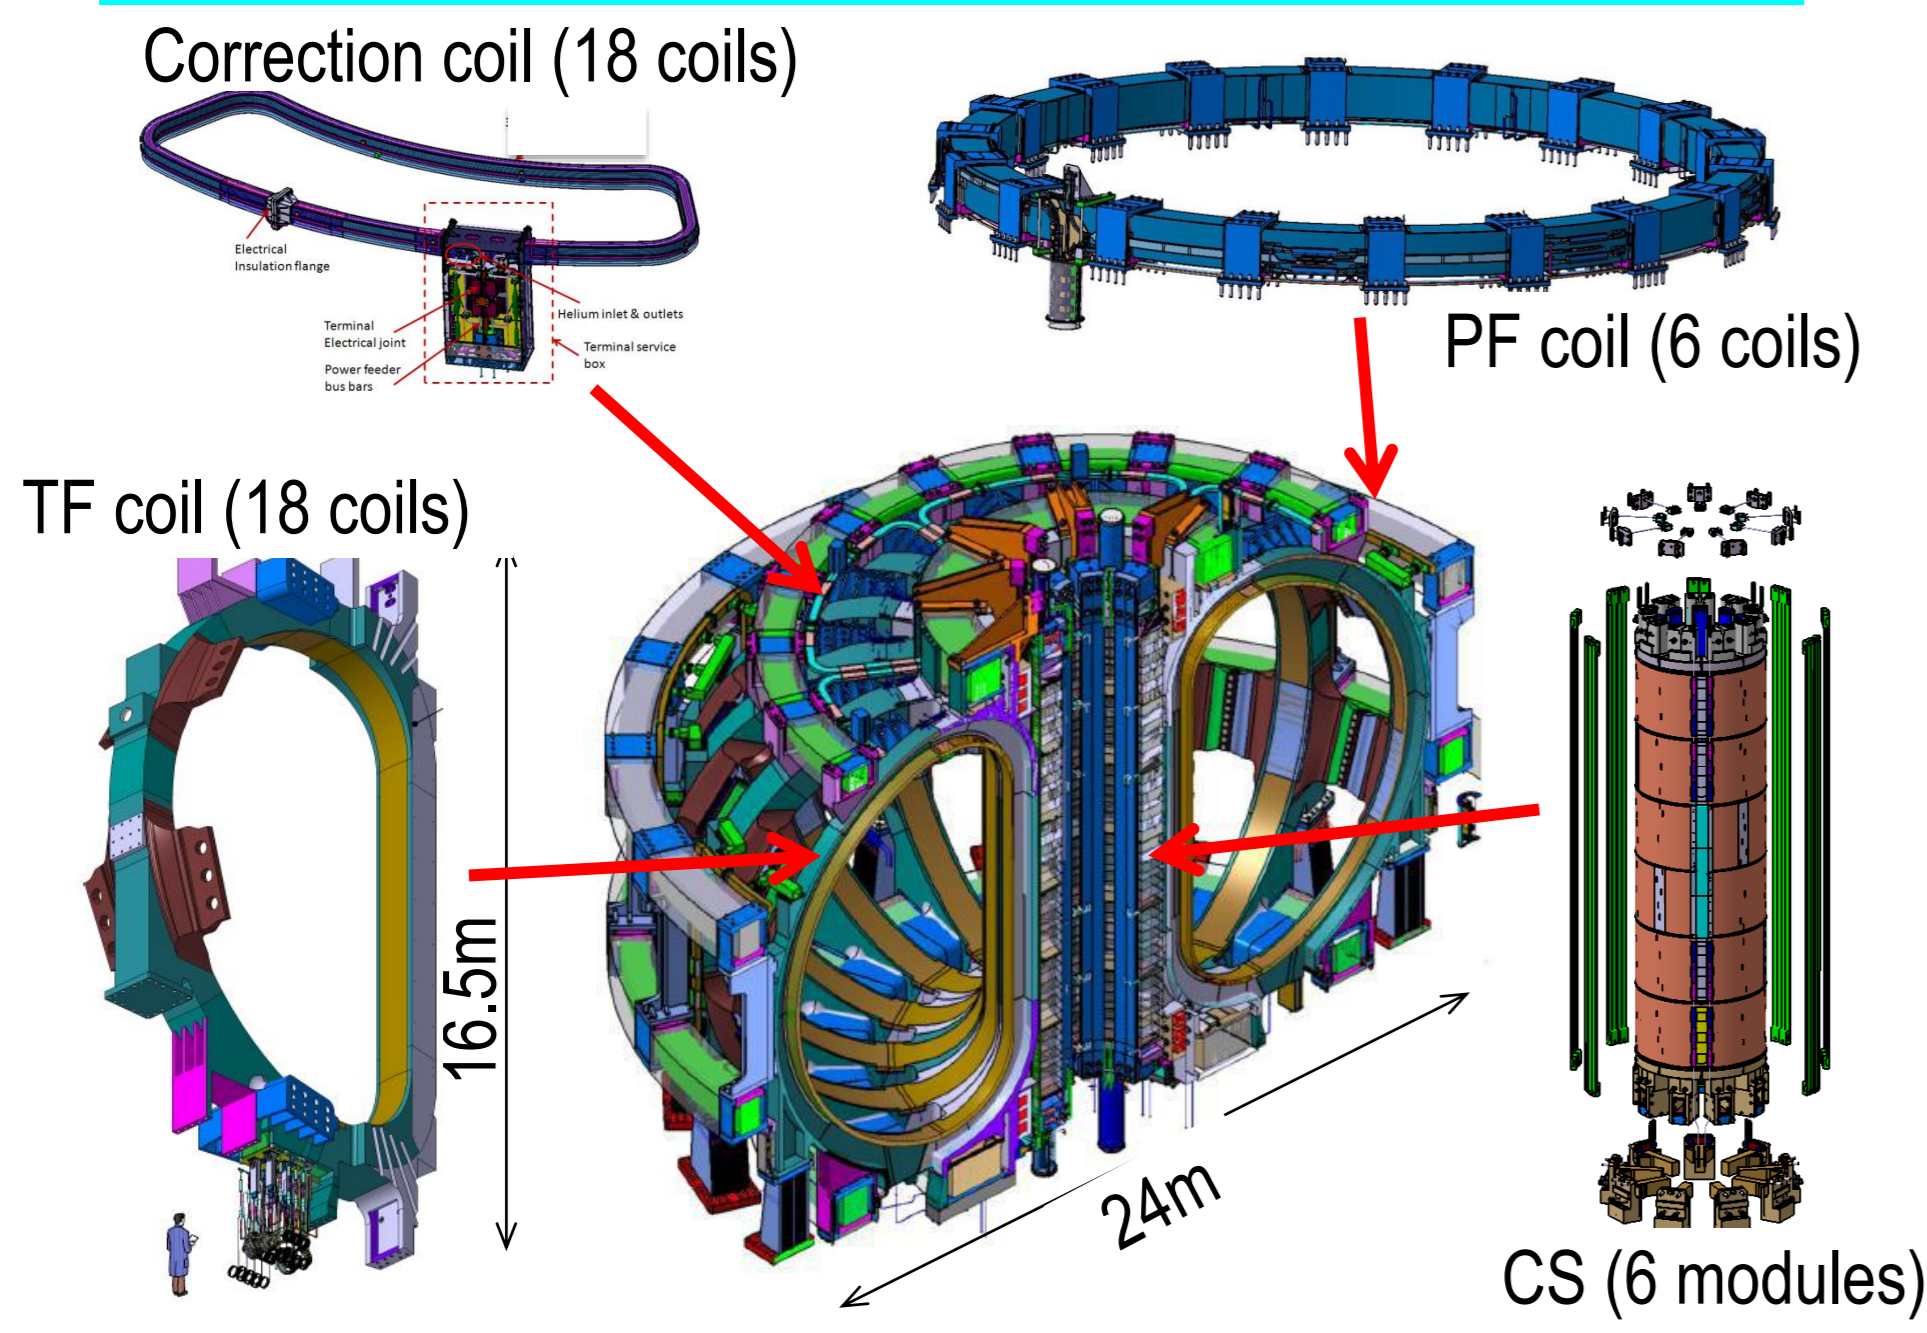 Correction coil (18 coils)
Electrical
Insulation flange
Terminal
Electrical joint
Power feeder
bus bars
Helium inlet & outlets
Terminal service
box
PF coil (6 coils)
TF coil (18 coils)
16.5m
24m
CS (6 modules)